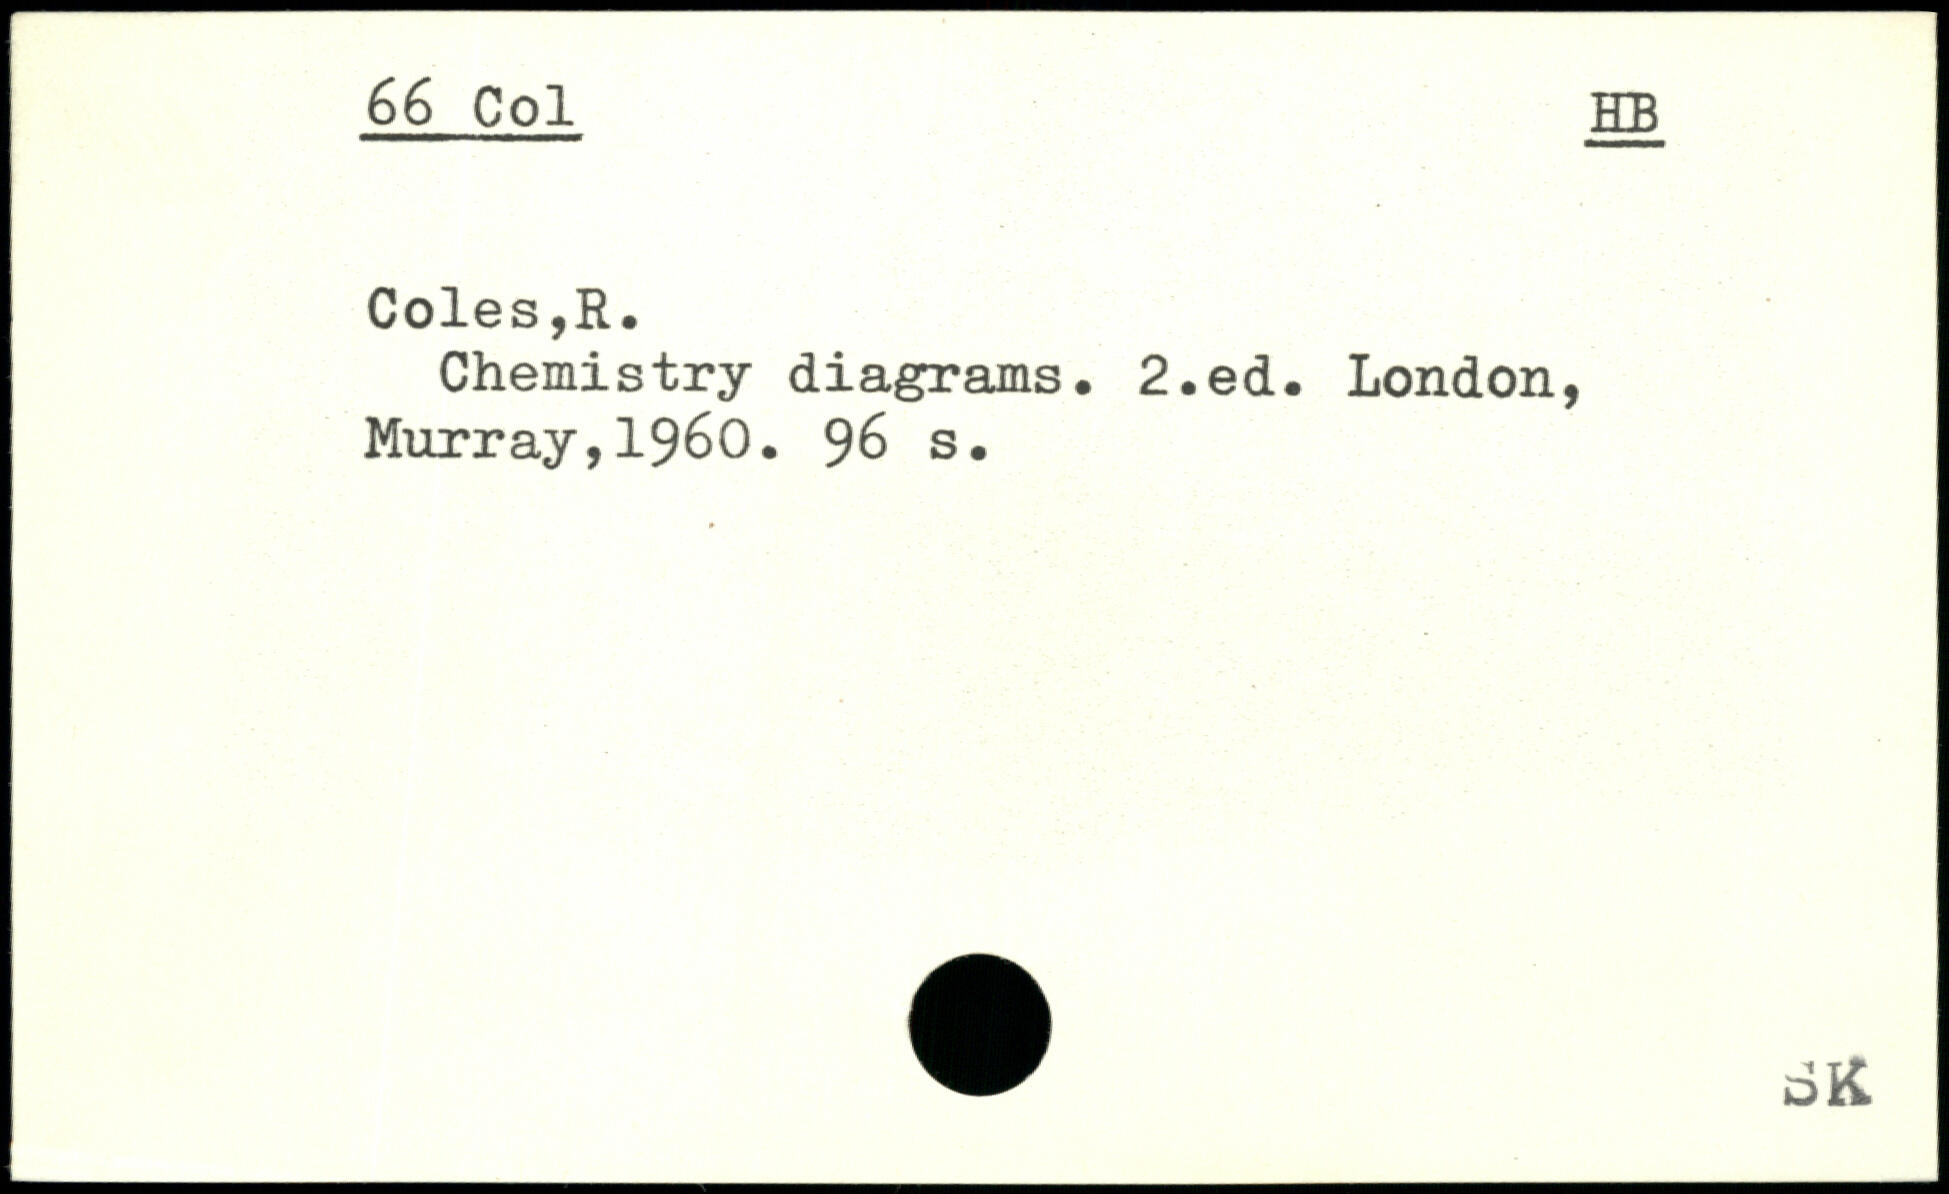 66 Col HB
Coles,R.
Chemistry diagrams. 2.ed. London,
Murray,1960. 96 s.
SK